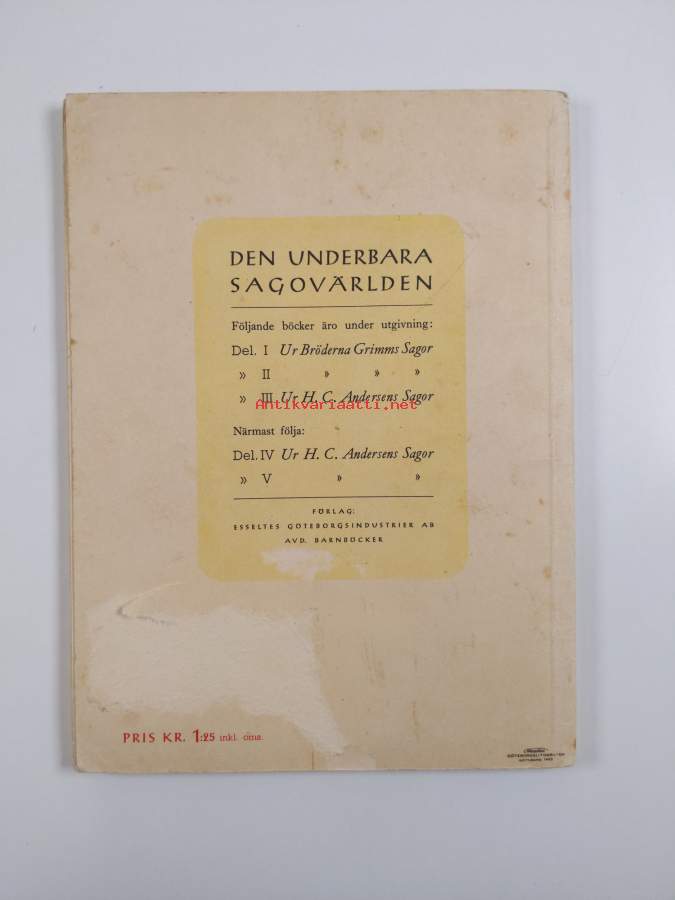 DEN UNDERBARA
SAGOVÄRLDEN
Följande böcker äro under utgivning:
Del. I Ur Bröderna Grimms Sagor
» II » » »
» III Ur H. C. Andersens Sagor
Antikvariaatti.net
Närmast följa:
Del. IV Ur H. C. Andersens Sagor
» V » »
FÖRLAG:
ESSELTES GÖTEBORGSINDUSTRIER AB
AVD. BARNBÖCKER
PRIS KR. 1:25 inkl. oms.